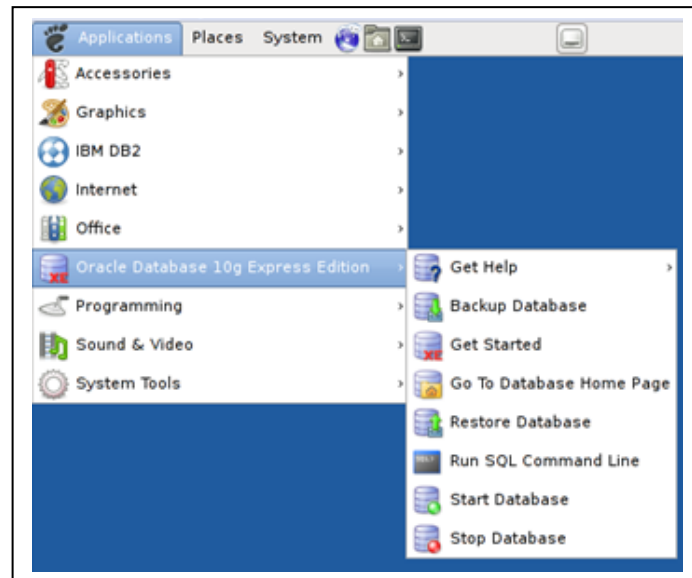 Applications Places System
Accessories
Graphics
IBM DB2
Internet
Office
Oracle Database 10g Express Edition
Programming
Sound & Video
System Tools
Get Help
Backup Database
Get Started
Go To Database Home Page
Restore Database
Run SQL Command Line
Start Database
Stop Database